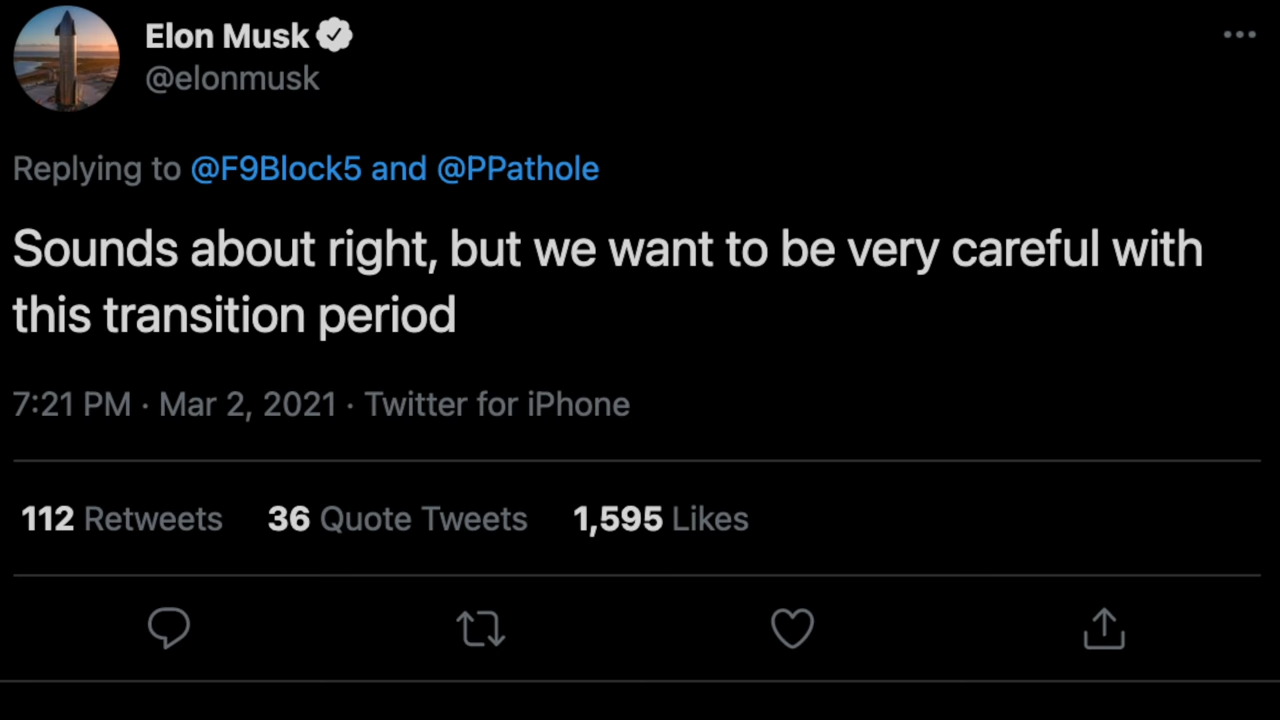 Elon Musk
@elonmusk
Replying to @F9Block5 and @PPathole
Sounds about right, but we want to be very careful with
this transition period
7:21 PM · Mar 2, 2021 · Twitter for iPhone
112 Retweets 36 Quote Tweets 1,595 Likes